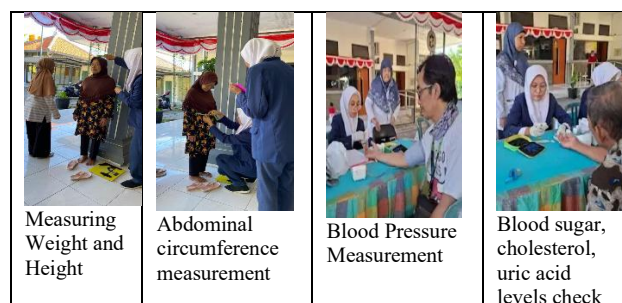 Measuring
Weight and
Height
Abdominal
circumference
measurement
Blood Pressure
Measurement
Blood sugar,
cholesterol,
uric acid
levels check